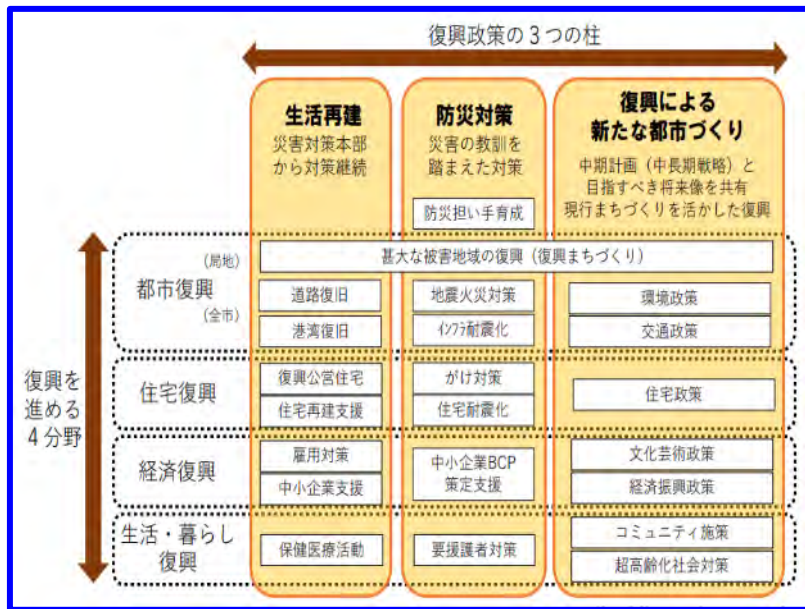 復興政策の3つの柱
生活再建
災害対策本部
から対策継続
防災対策
災害の教訓を
踏まえた対策
防災担い手育成
復興による
新たな都市づくり
中期計画（中長期戦略）と
目指すべき将来像を共有
現行まちづくりを活かした復興
復興を
進める
4分野
（局地）
都市復興
（全市）
甚大な被害地域の復興（復興まちづくり）
道路復旧
地震火災対策
環境政策
港湾復旧
ｲﾝﾌﾗ耐震化
交通政策
住宅復興
復興公営住宅
がけ対策
住宅政策
住宅再建支援
住宅耐震化
経済復興
雇用対策
中小企業BCP
策定支援
文化芸術政策
中小企業支援
経済振興政策
生活・暮らし
復興
保健医療活動
要援護者対策
コミュニティ施策
超高齢化社会対策